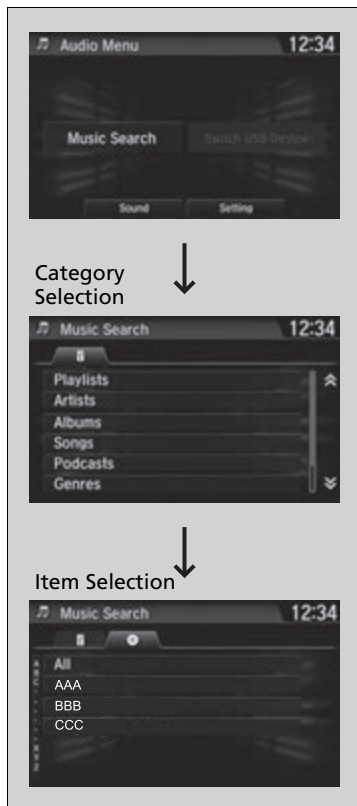 Audio Menu 12:34
Music Search Switch USB Device
Sound Setting
Category
Selection
Music Search 12:34
Playlists
Artists
Albums
Songs
Podcasts
Genres
Item Selection
Music Search 12:34
All
AAA
BBB
CCC
A
B
C
X
Y
Z